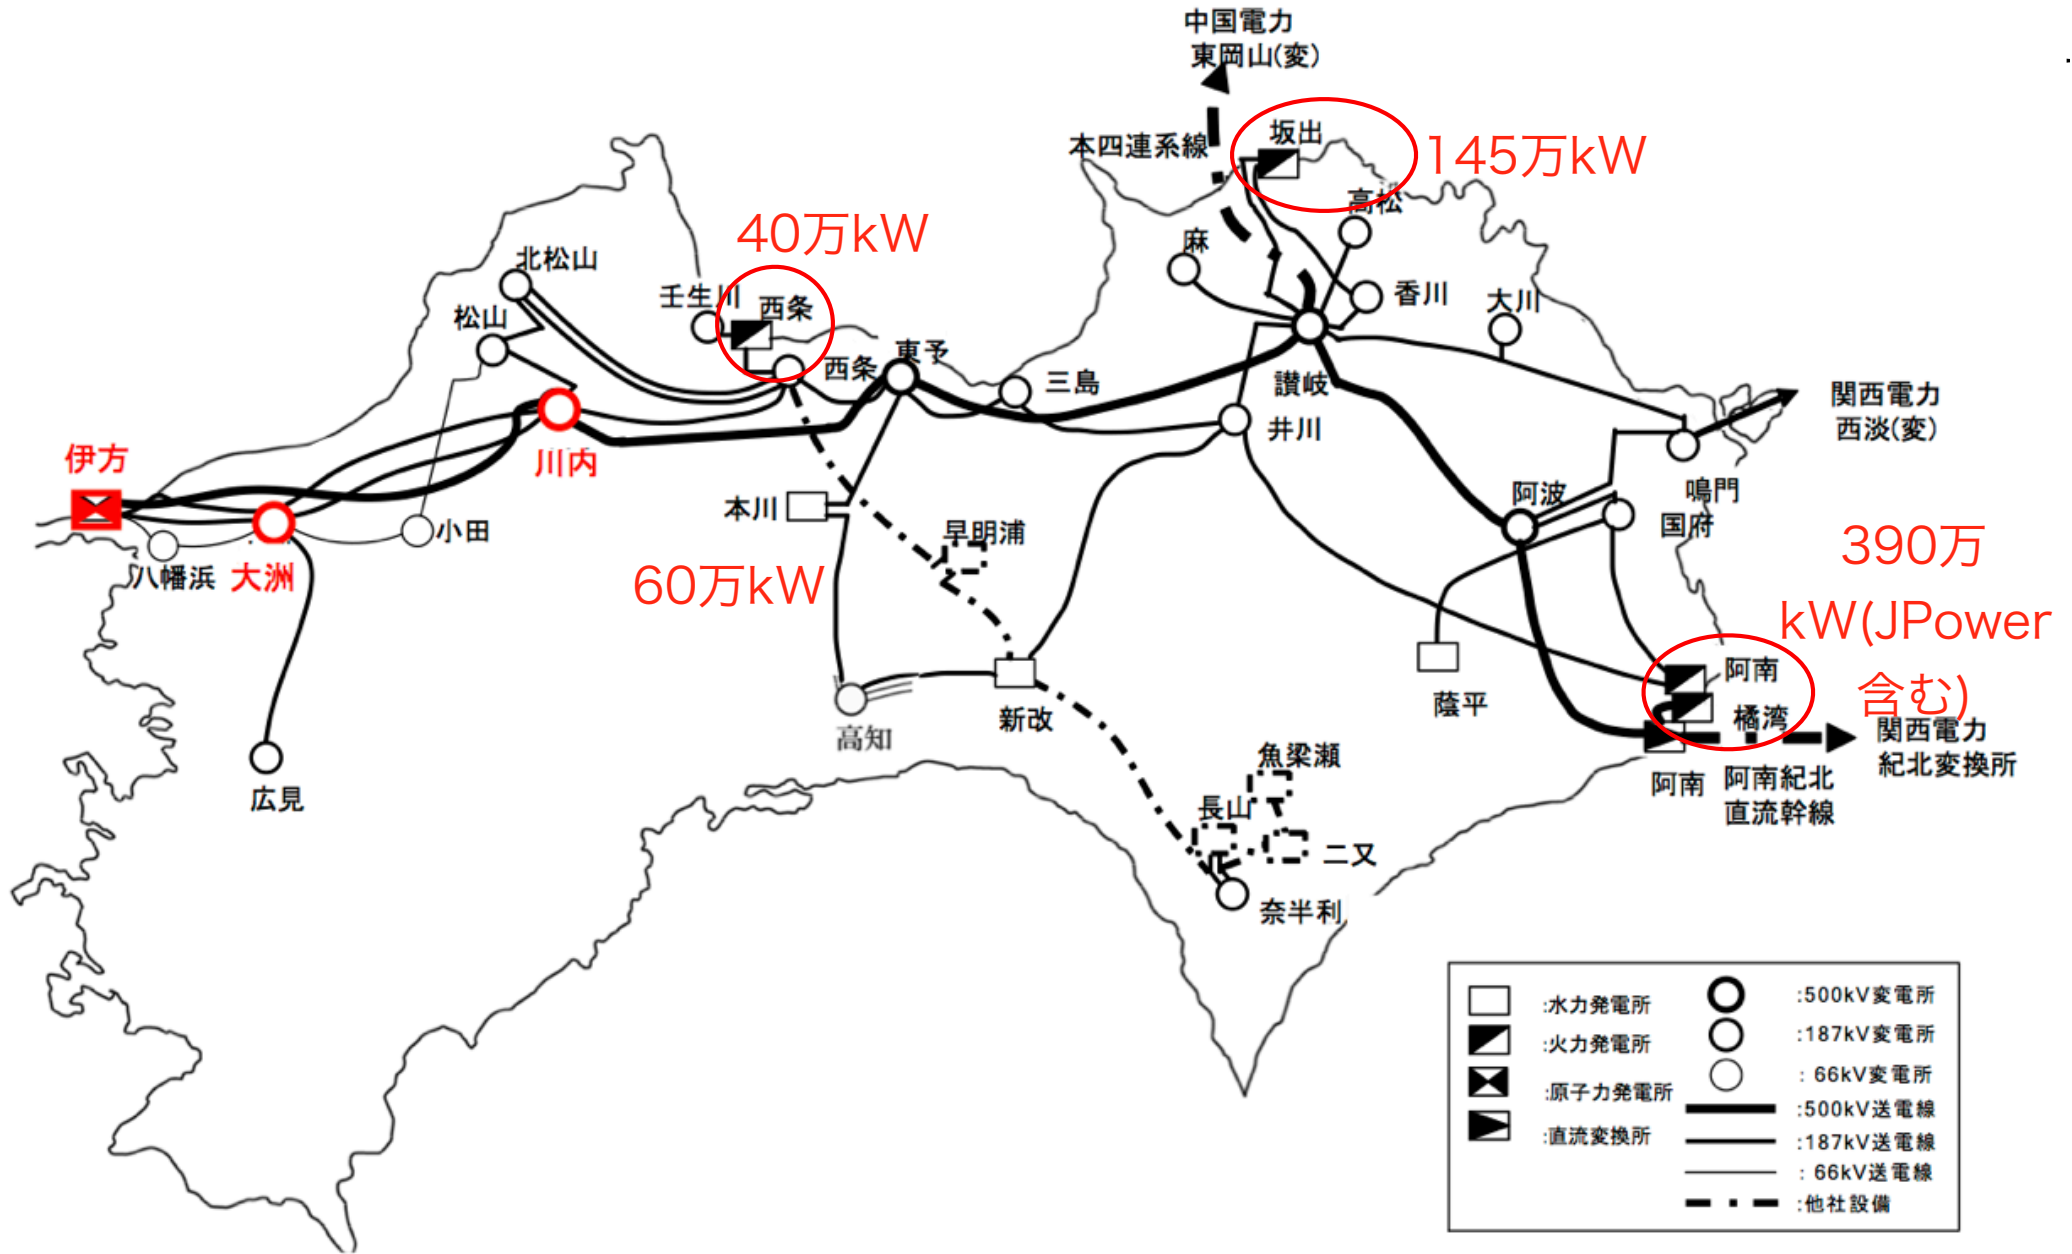 中国電力
東岡山(変)
本四連系線
坂出
145万kW
高松
麻
40万kW
北松山
壬生川
西条
香川
大川
松山
西条
東予
三島
讃岐
関西電力
西淡(変)
井川
川内
伊方
鳴門
阿波
国府
本川
小田
早明浦
390万
八幡浜
大洲
60万kW
kW(JPower
阿南
含む)
蔭平
新改
橘湾
高知
関西電力
紀北変換所
魚梁瀬
阿南
阿南紀北
直流幹線
広見
長山
二又
奈半利
:水力発電所
:火力発電所
:原子力発電所
:直流変換所
:500kV変電所
:187kV変電所
: 66kV変電所
:500kV送電線
:187kV送電線
: 66kV送電線
:他社設備